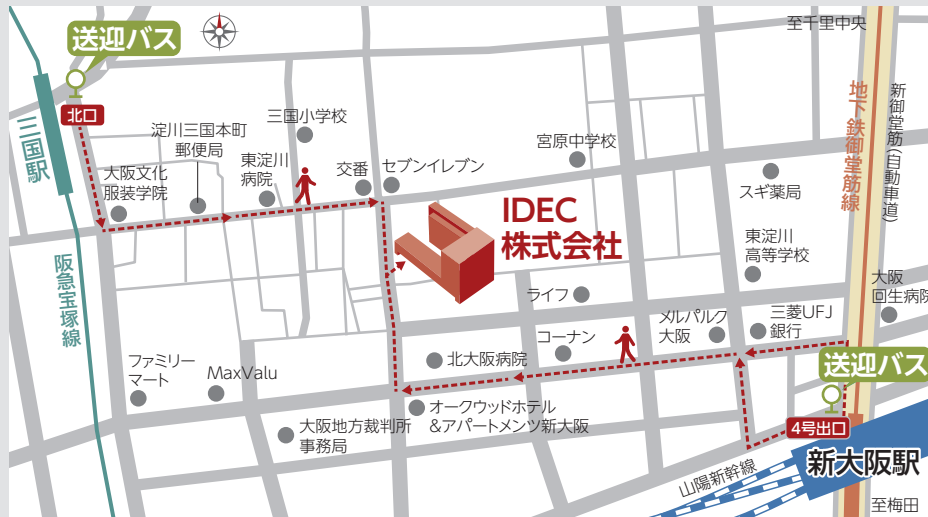 至千里中央
送迎バス
北口
三国駅
淀川三国本町
郵便局
三国小学校
大阪文化
服装学院
東淀川
病院
交番
セブンイレブン
宮原中学校
スギ薬局
地下鉄御堂筋線
新御堂筋(自動車道)
IDEC
株式会社
東淀川
高等学校
阪急宝塚線
ライフ
大阪
回生病院
メルパルク
大阪
三菱UFJ
銀行
コーナン
北大阪病院
ファミリー
マート
MaxValu
送迎バス
オークウッドホテル
&アパートメンツ新大阪
大阪地方裁判所
事務局
4号出口
新大阪駅
山陽新幹線
至梅田